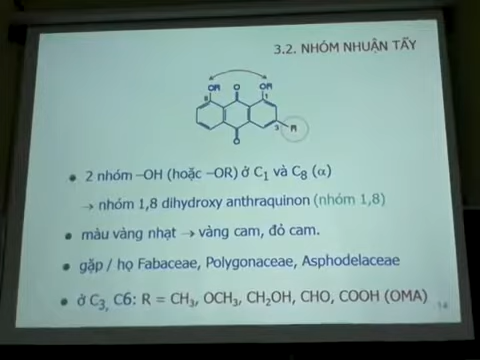 3.2. NHÓM NHUẬN TẨY
OH O OH
8 1
3 R
O
• 2 nhóm –OH (hoặc –OR) ở C₁ và C₈ (α)
→ nhóm 1,8 dihydroxy anthraquinon (nhóm 1,8)
• màu vàng nhạt → vàng cam, đỏ cam.
• gặp / họ Fabaceae, Polygonaceae, Asphodelaceae
• ở C₃, C6: R = CH₃, OCH₃, CH₂OH, CHO, COOH (OMA)
14